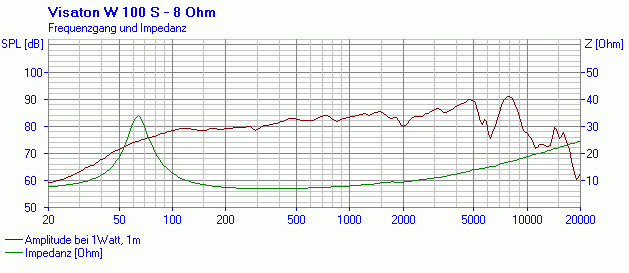 Visaton W 100 S - 8 Ohm
Frequenzgang und Impedanz
SPL [dB] Z [Ohm]
100 50
90 40
80 30
70 20
60 10
50
20 50 100 200 500 1000 2000 5000 10000 20000
Amplitude bei 1Watt, 1m
Impedanz [Ohm]